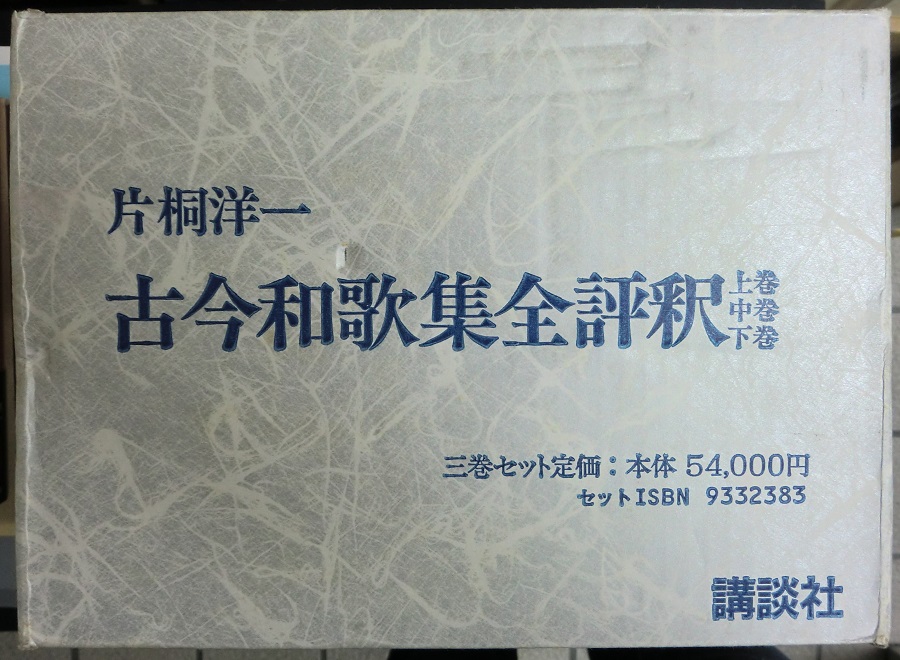 片桐洋一
古今和歌集全評釈 上巻
中巻
下巻
三巻セット定価：本体 54,000円
セットISBN 9332383
講談社